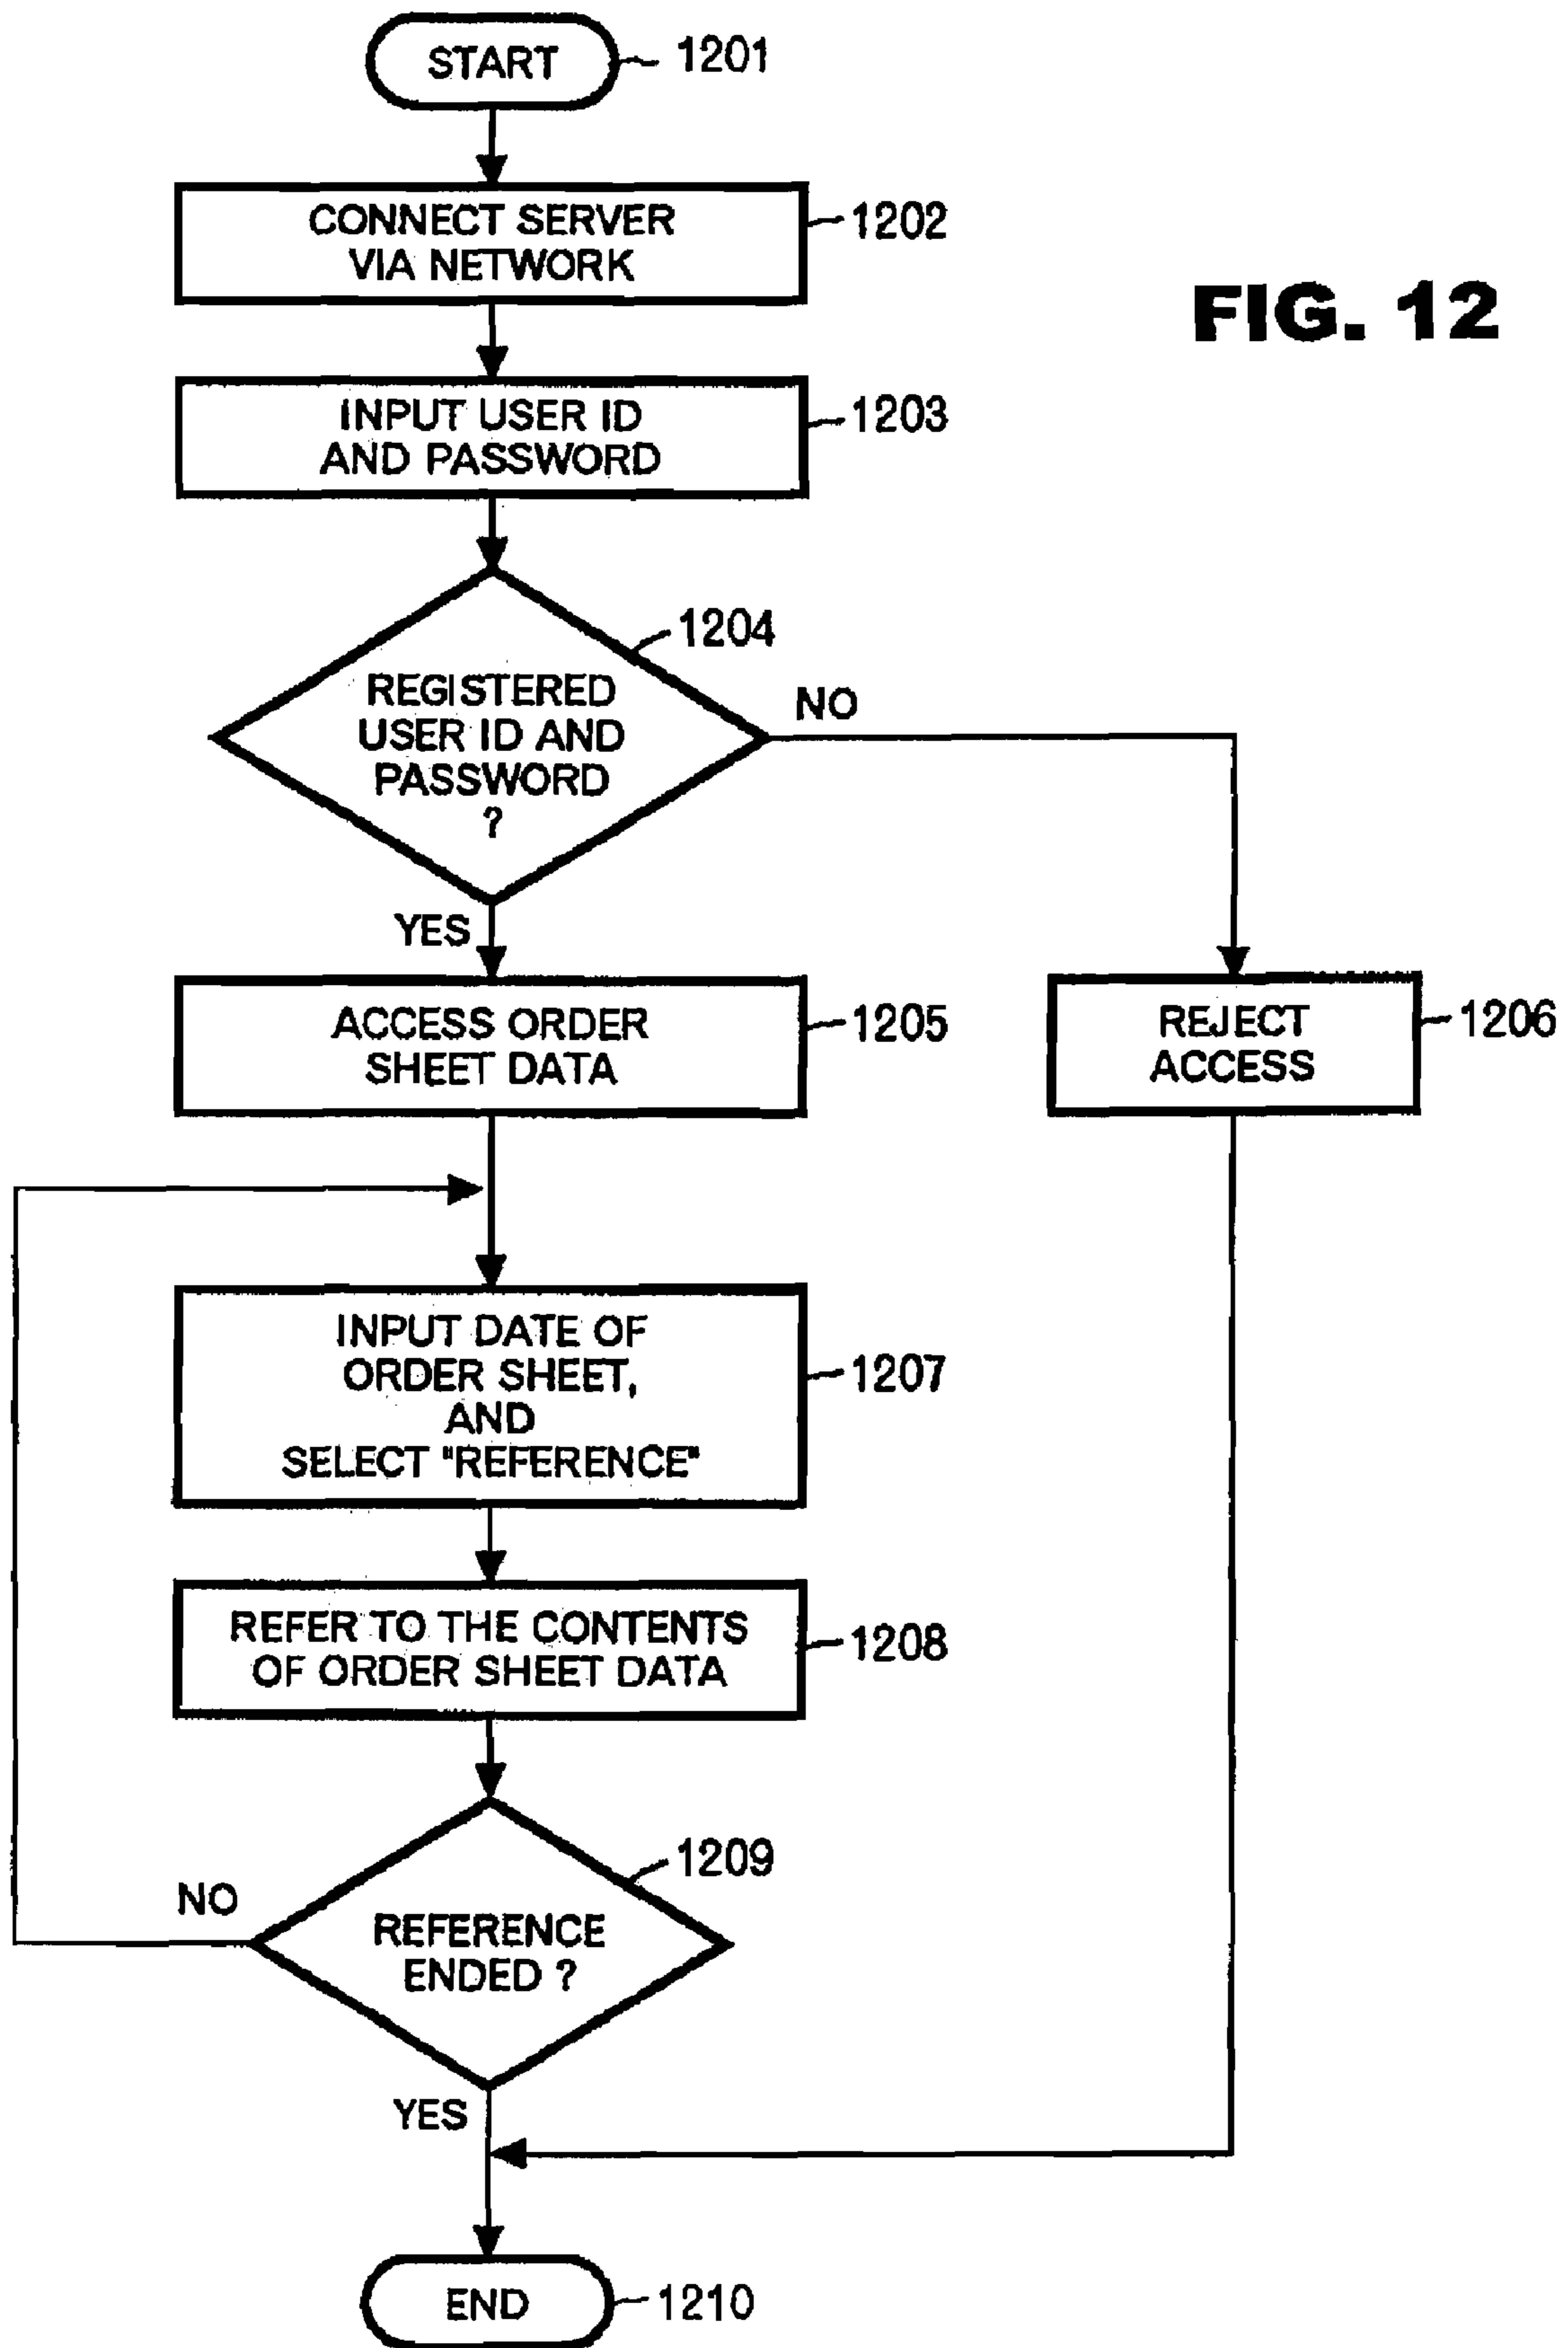 START
1201
CONNECT SERVER
VIA NETWORK
1202
FIG. 12
INPUT USER ID
AND PASSWORD
1203
1204
REGISTERED
USER ID AND
PASSWORD
?
NO
YES
ACCESS ORDER
SHEET DATA
1205
REJECT
ACCESS
1206
INPUT DATE OF
ORDER SHEET,
AND
SELECT "REFERENCE"
1207
REFER TO THE CONTENTS
OF ORDER SHEET DATA
1208
1209
NO
REFERENCE
ENDED ?
YES
END
1210